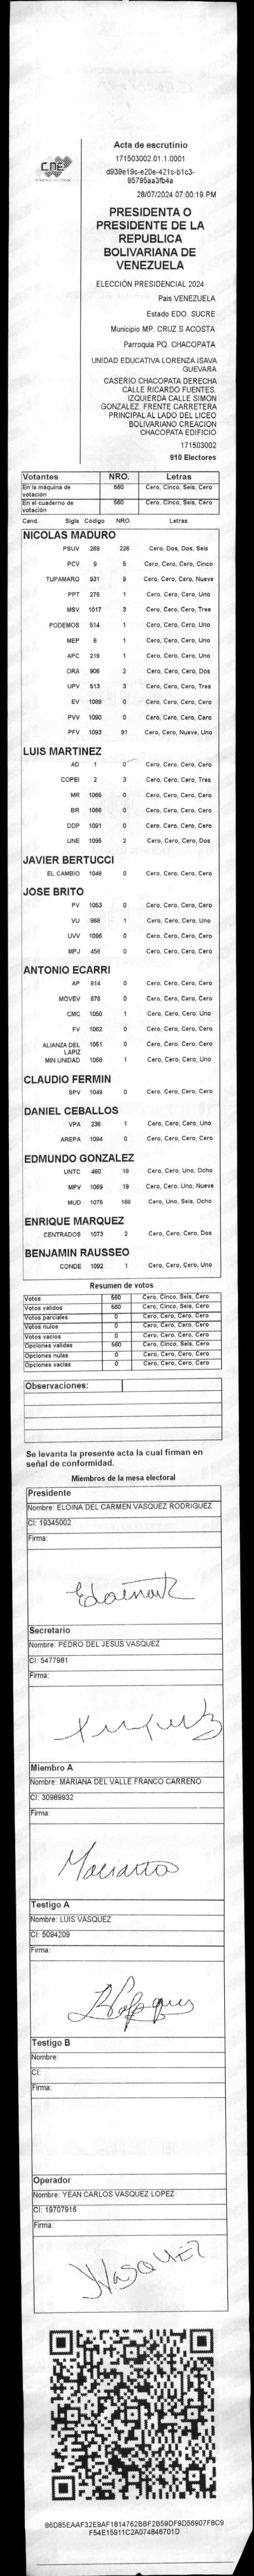 CNE
Acta de escrutinio
171503002.01.1.0001
d939e19c-e20e-421c-b1c3-
95795aa3fb4a
28/07/2024 07:00:19 PM
PRESIDENTA O
PRESIDENTE DE LA
REPUBLICA
BOLIVARIANA DE
VENEZUELA
ELECCIÓN PRESIDENCIAL 2024
Pais VENEZUELA
Estado EDO. SUCRE
Municipio MP. CRUZ S ACOSTA
Parroquia PQ. CHACOPATA
UNIDAD EDUCATIVA LORENZA ISAVA
GUEVARA
CASERIO CHACOPATA DERECHA
CALLE RICARDO FUENTES.
IZQUIERDA CALLE SIMON
GONZALEZ. FRENTE CARRETERA
PRINCIPAL AL LADO DEL LICEO
BOLIVARIANO CREACION
CHACOPATA EDIFICIO
171503002
910 Electores
Votantes NRO. Letras
En la máquina de votación 560 Cero, Cinco, Seis, Cero
En el cuaderno de votación 560 Cero, Cinco, Seis, Cero
Cand. Sigla Código NRO. Letras
NICOLAS MADURO
PSUV 269 226 Cero, Dos, Dos, Seis
PCV 9 5 Cero, Cero, Cero, Cinco
TUPAMARO 931 9 Cero, Cero, Cero, Nueve
PPT 276 1 Cero, Cero, Cero, Uno
MSV 1017 3 Cero, Cero, Cero, Tres
PODEMOS 514 1 Cero, Cero, Cero, Uno
MEP 6 1 Cero, Cero, Cero, Uno
APC 219 1 Cero, Cero, Cero, Uno
ORA 906 2 Cero, Cero, Cero, Dos
UPV 613 3 Cero, Cero, Cero, Tres
EV 1089 0 Cero, Cero, Cero, Cero
PVV 1090 0 Cero, Cero, Cero, Cero
PFV 1093 91 Cero, Cero, Nueve, Uno
LUIS MARTINEZ
AD 1 0 Cero, Cero, Cero, Cero
COPEI 2 3 Cero, Cero, Cero, Tres
MR 1065 0 Cero, Cero, Cero, Cero
BR 1066 0 Cero, Cero, Cero, Cero
DDP 1091 0 Cero, Cero, Cero, Cero
UNE 1095 2 Cero, Cero, Cero, Dos
JAVIER BERTUCCI
EL CAMBIO 1048 0 Cero, Cero, Cero, Cero
JOSE BRITO
PV 1053 0 Cero, Cero, Cero, Cero
VU 868 1 Cero, Cero, Cero, Uno
UVV 1096 0 Cero, Cero, Cero, Cero
MPJ 458 0 Cero, Cero, Cero, Cero
ANTONIO ECARRI
AP 814 0 Cero, Cero, Cero, Cero
MOVEV 878 0 Cero, Cero, Cero, Cero
CMC 1050 1 Cero, Cero, Cero, Uno
FV 1062 0 Cero, Cero, Cero, Cero
ALIANZA DEL LAPIZ 1051 0 Cero, Cero, Cero, Cero
MIN UNIDAD 1068 1 Cero, Cero, Cero, Uno
CLAUDIO FERMIN
SPV 1049 0 Cero, Cero, Cero, Cero
DANIEL CEBALLOS
VPA 236 1 Cero, Cero, Cero, Uno
AREPA 1094 0 Cero, Cero, Cero, Cero
EDMUNDO GONZALEZ
UNTC 460 18 Cero, Cero, Uno, Ocho
MPV 1069 19 Cero, Cero, Uno, Nueve
MUD 1075 168 Cero, Uno, Seis, Ocho
ENRIQUE MARQUEZ
CENTRADOS 1073 2 Cero, Cero, Cero, Dos
BENJAMIN RAUSSEO
CONDE 1092 1 Cero, Cero, Cero, Uno
Resumen de votos
Votos 560 Cero, Cinco, Seis, Cero
Votos validos 560 Cero, Cinco, Seis, Cero
Votos parciales 0 Cero, Cero, Cero, Cero
Votos nulos 0 Cero, Cero, Cero, Cero
Votos vacios 0 Cero, Cero, Cero, Cero
Opciones validas 560 Cero, Cinco, Seis, Cero
Opciones nulas 0 Cero, Cero, Cero, Cero
Opciones vacias 0 Cero, Cero, Cero, Cero
Observaciones:
Se levanta la presente acta la cual firman en
señal de conformidad.
Miembros de la mesa electoral
Presidente
Nombre: ELOINA DEL CARMEN VASQUEZ RODRIGUEZ
CI: 19345002
Firma:
Secretario
Nombre: PEDRO DEL JESUS VASQUEZ
CI: 5477981
Firma:
Miembro A
Nombre: MARIANA DEL VALLE FRANCO CARREÑO
CI: 30989932
Firma:
Testigo A
Nombre: LUIS VASQUEZ
CI: 5094209
Firma:
Testigo B
Nombre:
CI:
Firma:
Operador
Nombre: YEAN CARLOS VASQUEZ LOPEZ
CI: 19707916
Firma:
86D85EAAF32E9AF1814762BBF2B59DF9D56907F8C9
F54E15911C2A074846701D